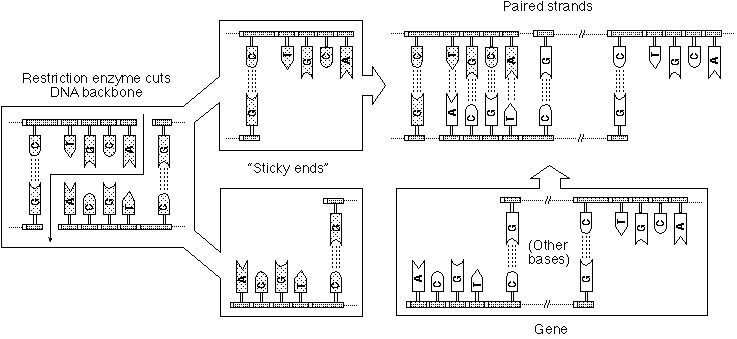 Paired strands
C T G C A G // C T G C A
G A C G T C G
//
Restriction enzyme cuts
DNA backbone
C T G C A G
G A C G T C
C T G C A
G
“Sticky ends”
G
A C G T C
//
G C T G C A
(Other
bases)
A C G T C G
//
Gene